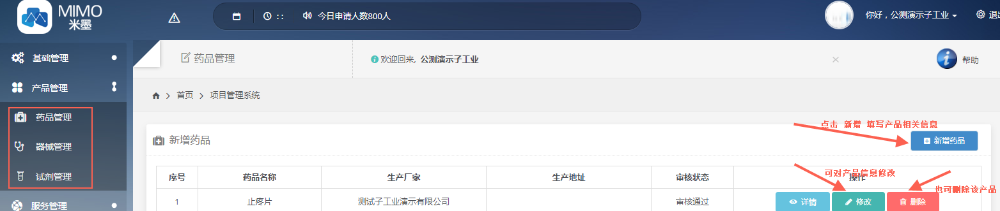 MIMO
米墨
: :
今日申请人数800人
你好，公测演示子工业
基础管理
药品管理
欢迎回来, 公测演示子工业
×
帮助
产品管理
首页 > 项目管理系统
药品管理
点击 新增 填写产品相关信息
新增药品
新增药品
器械管理
可对产品信息修改
试剂管理
序号 药品名称 生产厂家 生产地址 审核状态 操作
也可删除该产品
1 止疼片 测试子工业演示有限公司 审核通过 详情 修改 删除
服务管理